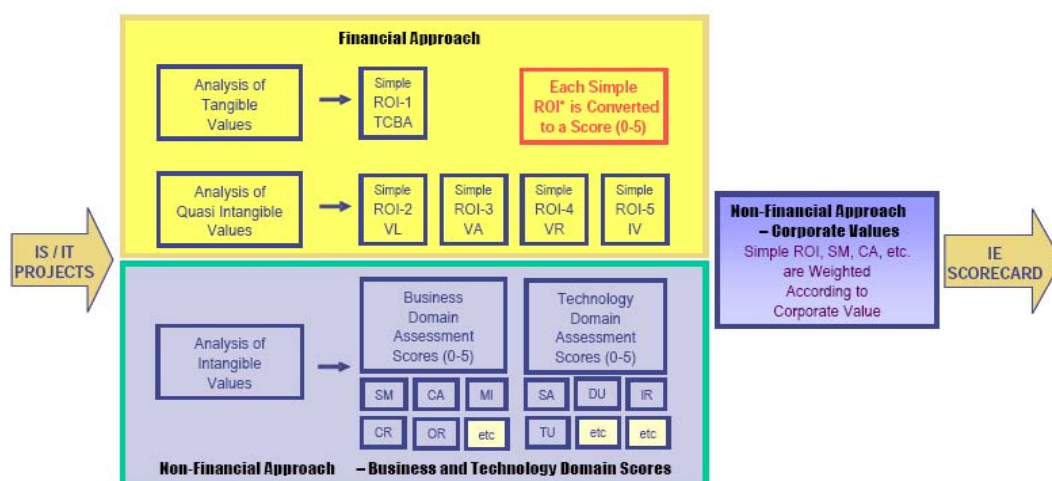 Financial Approach
Analysis of
Tangible
Values
Simple
ROI-1
TCBA
Each Simple
ROI* is Converted
to a Score (0-5)
Analysis of
Quasi Intangible
Values
Simple
ROI-2
VL
Simple
ROI-3
VA
Simple
ROI-4
VR
Simple
ROI-5
IV
IS / IT
PROJECTS
Non-Financial Approach
– Corporate Values
Simple ROI, SM, CA, etc.
are Weighted
According to
Corporate Value
IE
SCORECARD
Analysis of
Intangible
Values
Business
Domain
Assessment
Scores (0-5)
Technology
Domain
Assessment
Scores (0-5)
SM CA MI SA DU IR
CR OR etc TU etc etc
Non-Financial Approach – Business and Technology Domain Scores